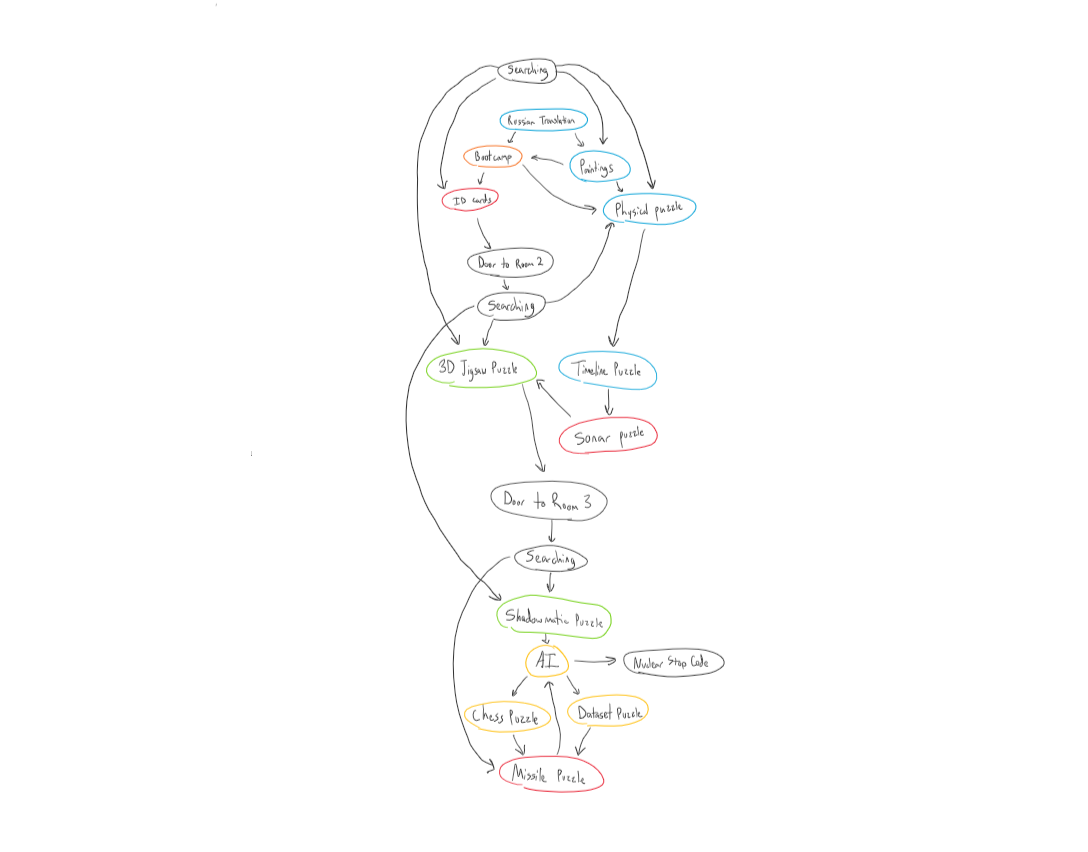 Searching
Russian Translation
Bootcamp
Paintings
ID cards
Physical puzzle
Door to Room 2
Searching
3D Jigsaw Puzzle
Timeline Puzzle
Sonar puzzle
Door to Room 3
Searching
Shadowmatic Puzzle
AI
Nuclear Stop Code
Chess Puzzle
Dataset Puzzle
Missile Puzzle